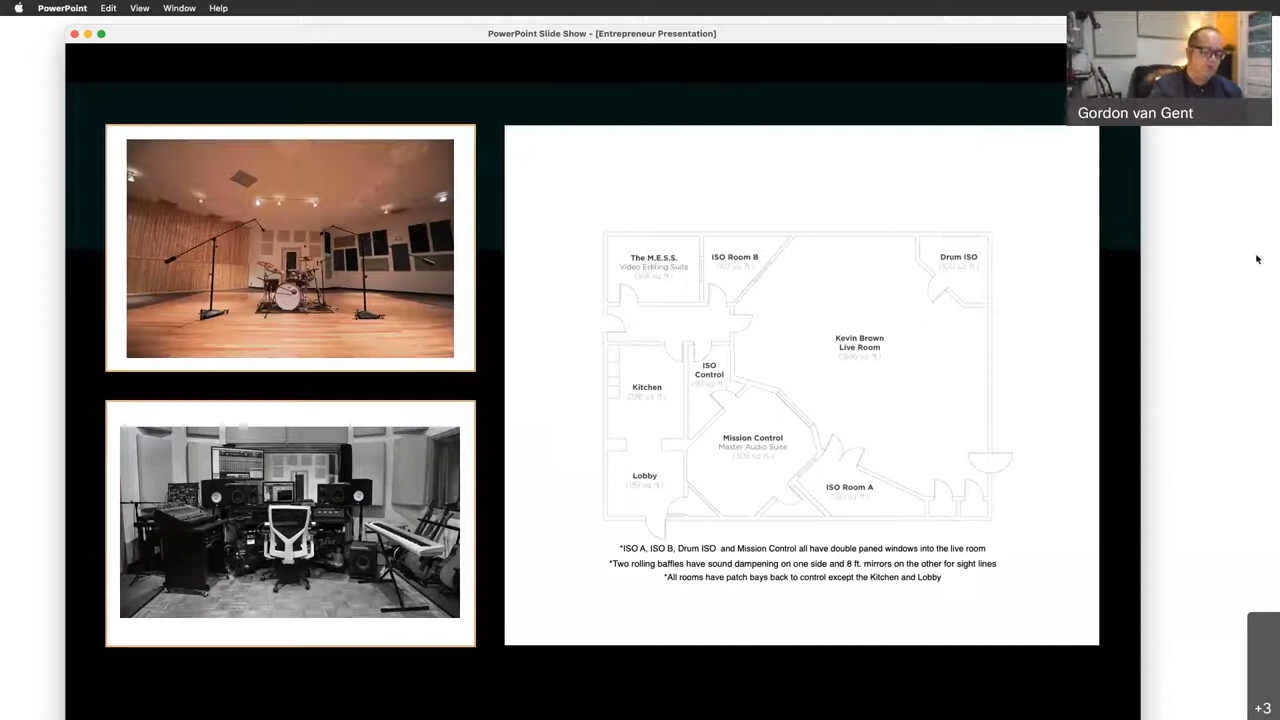 PowerPoint Edit View Window Help
PowerPoint Slide Show - [Entrepreneur Presentation]
Gordon van Gent
The M.E.S.S.
Video Editing Suite
ISO Room B
Drum ISO
Kevin Brown
Live Room
ISO
Control
Kitchen
Mission Control
Master Audio Suite
Lobby
ISO Room A
*ISO A, ISO B, Drum ISO and Mission Control all have double paned windows into the live room
*Two rolling baffles have sound dampening on one side and 8 ft. mirrors on the other for sight lines
*All rooms have patch bays back to control except the Kitchen and Lobby
+3